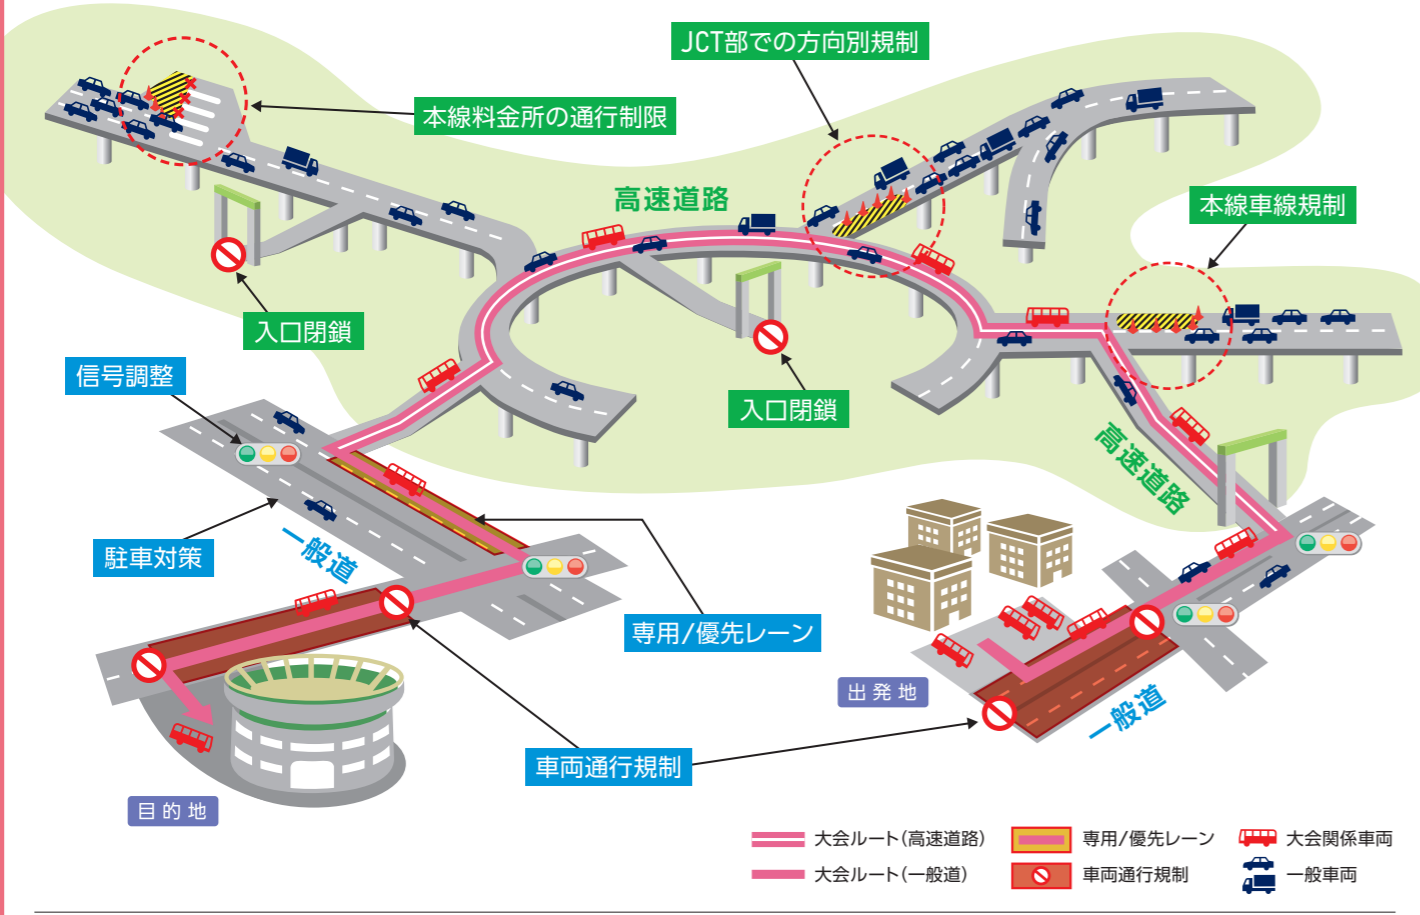 JCT部での方向別規制
本線料金所の通行制限
高速道路
本線車線規制
入口閉鎖
信号調整
入口閉鎖
高速道路
駐車対策
一般道
専用/優先レーン
出発地
一般道
車両通行規制
目的地
大会ルート(高速道路)
専用/優先レーン
大会関係車両
大会ルート(一般道)
車両通行規制
一般車両